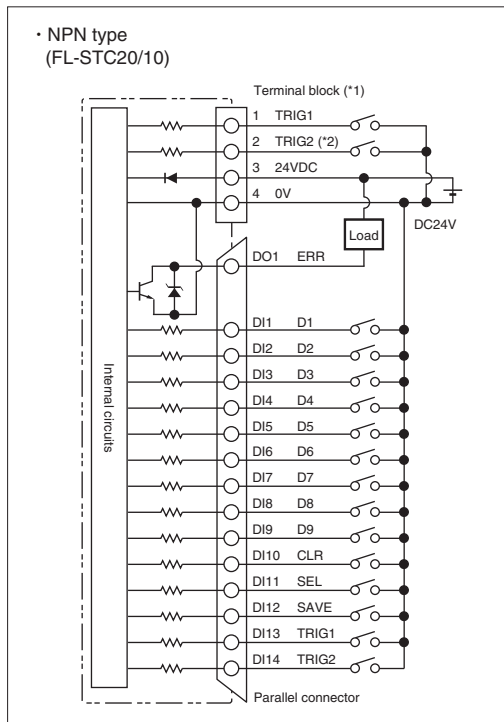 · NPN type
(FL-STC20/10)
Terminal block (*1)
1 TRIG1
2 TRIG2 (*2)
3 24VDC
4 0V
DC24V
Load
DO1 ERR
DI1 D1
DI2 D2
DI3 D3
DI4 D4
DI5 D5
DI6 D6
DI7 D7
DI8 D8
DI9 D9
DI10 CLR
DI11 SEL
DI12 SAVE
DI13 TRIG1
DI14 TRIG2
Internal circuits
Parallel connector